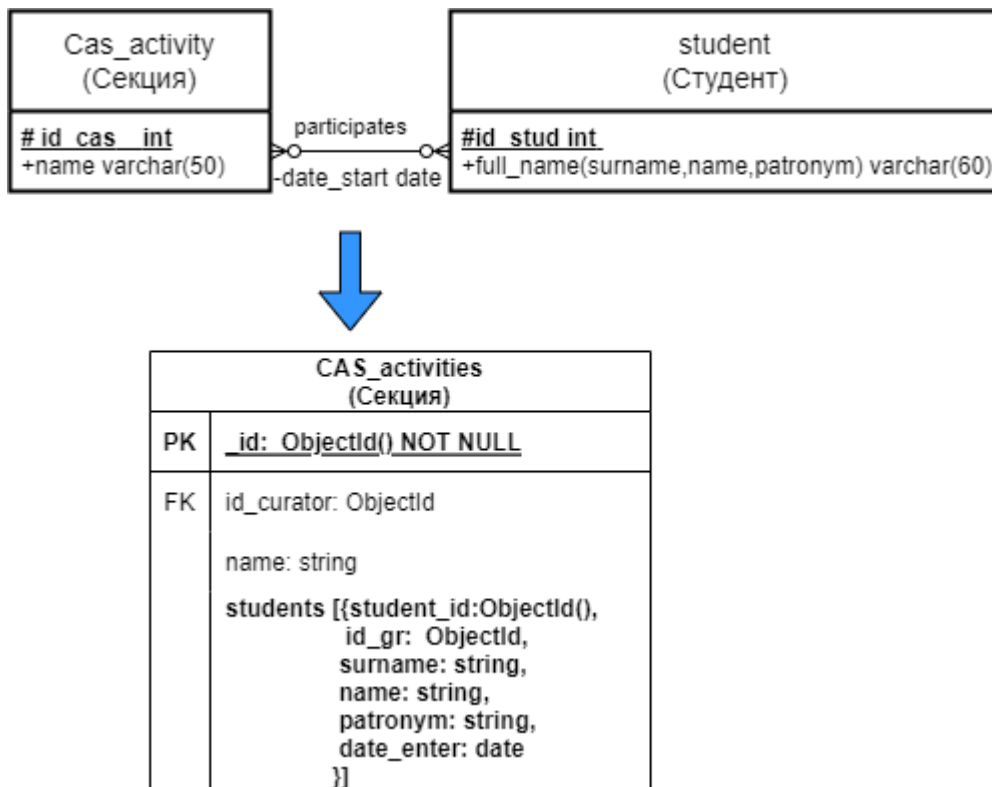 Cas_activity
(Секция)
# id_cas__int
+name varchar(50)
participates
-date_start date
student
(Студент)
#id_stud int
+full_name(surname,name,patronym) varchar(60)
CAS_activities
(Секция)
PK _id: ObjectId() NOT NULL
FK id_curator: ObjectId
name: string
students [{student_id:ObjectId(),
id_gr: ObjectId,
surname: string,
name: string,
patronym: string,
date_enter: date
}]